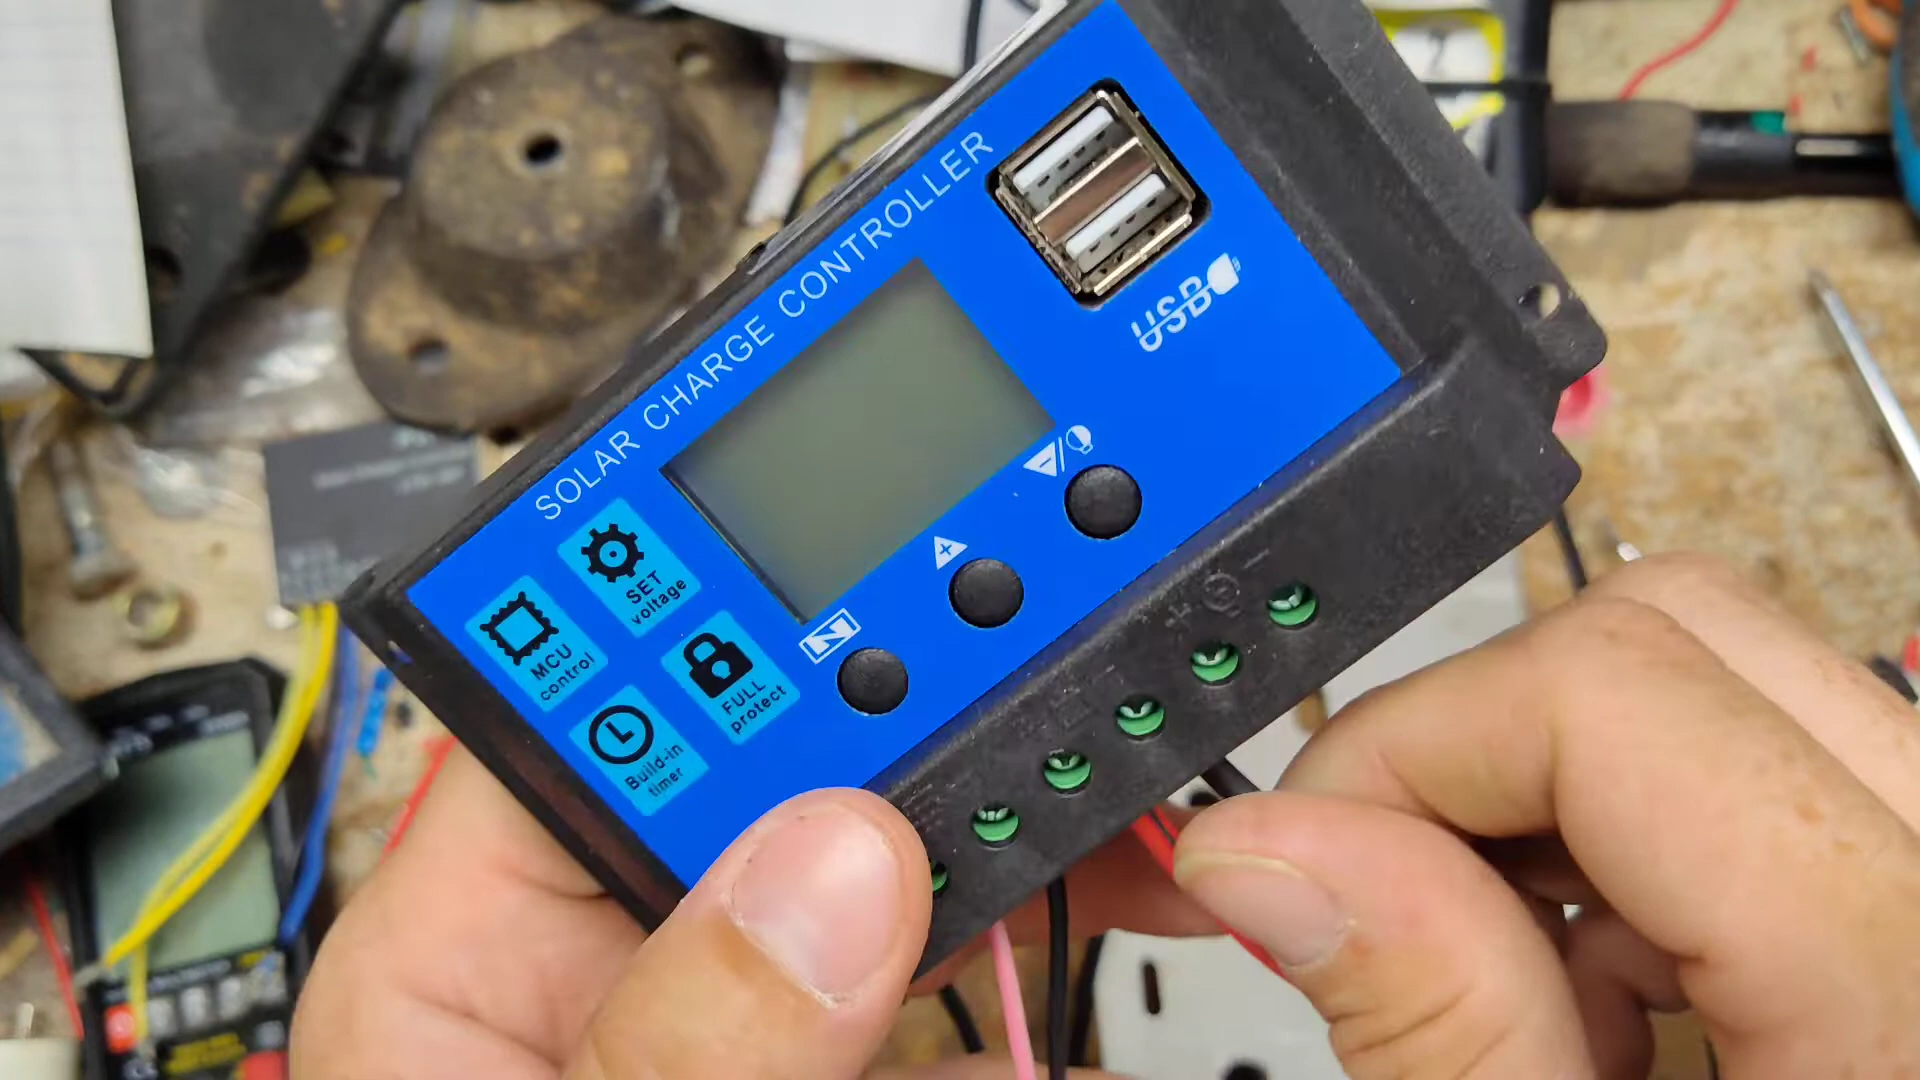 SOLAR CHARGE CONTROLLER
USB
SET
voltage
MCU
control
FULL
protect
Build-in
timer